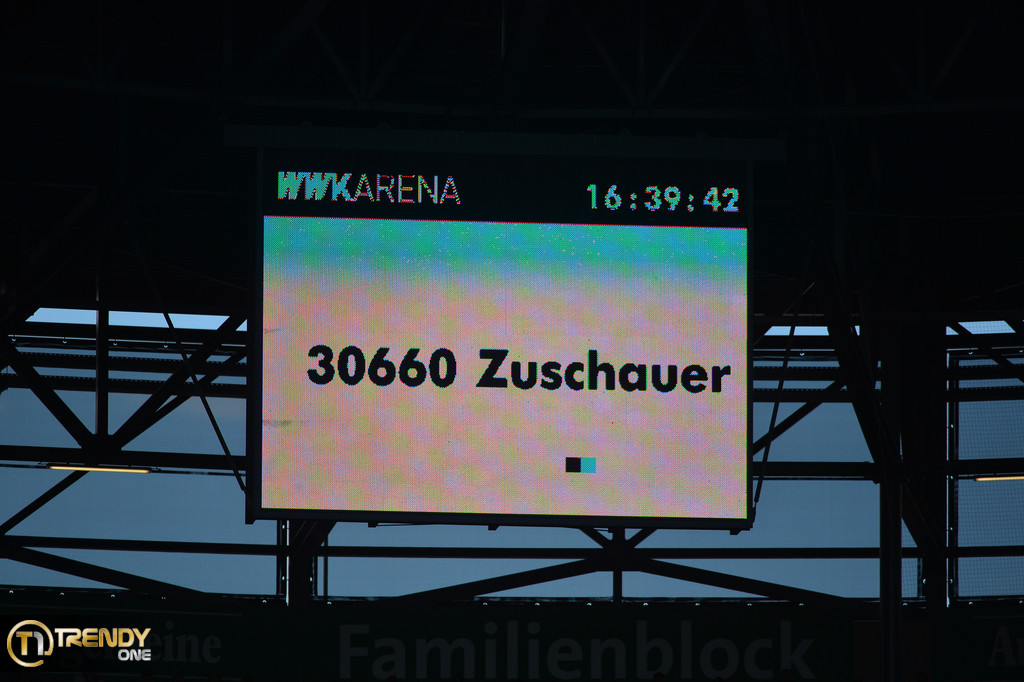 WWKARENA 16:39:42
30660 Zuschauer
Familienblock
TRENDY
ONE